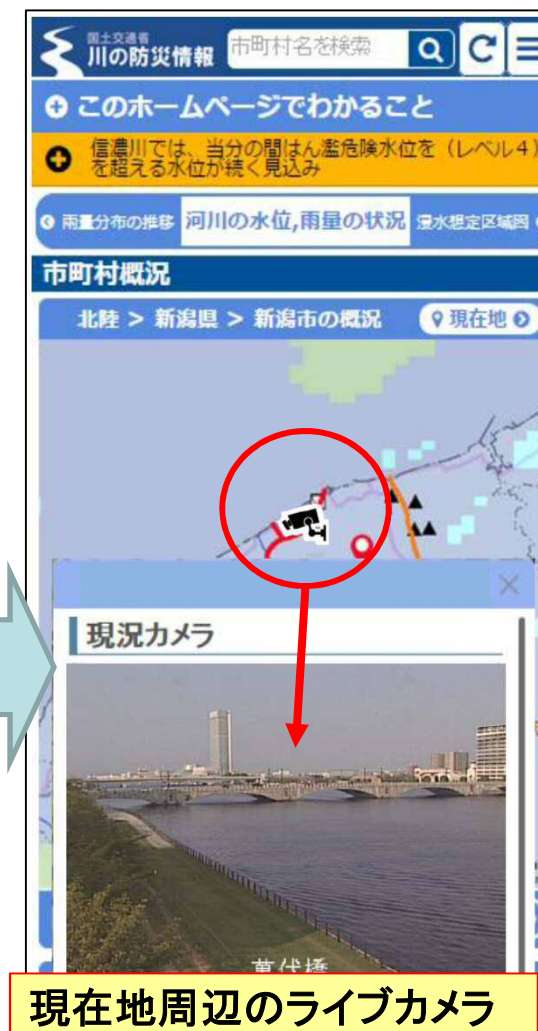 国土交通省
川の防災情報
市町村名を検索
このホームページでわかること
信濃川では、当分の間はん濫危険水位を（レベル4）
を超える水位が続く見込み
雨量分布の推移 河川の水位,雨量の状況 浸水想定区域図
市町村概況
北陸 > 新潟県 > 新潟市の概況 現在地
現況カメラ
萬代橋
現在地周辺のライブカメラ